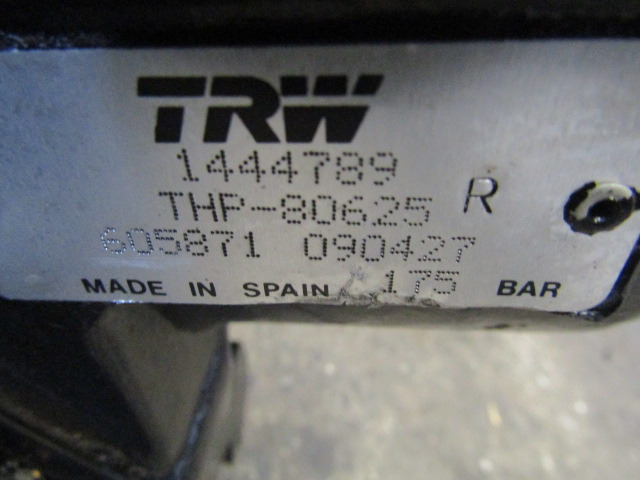 TRW
1444789
THP-80625 R
605871 090427
MADE IN SPAIN 175 BAR